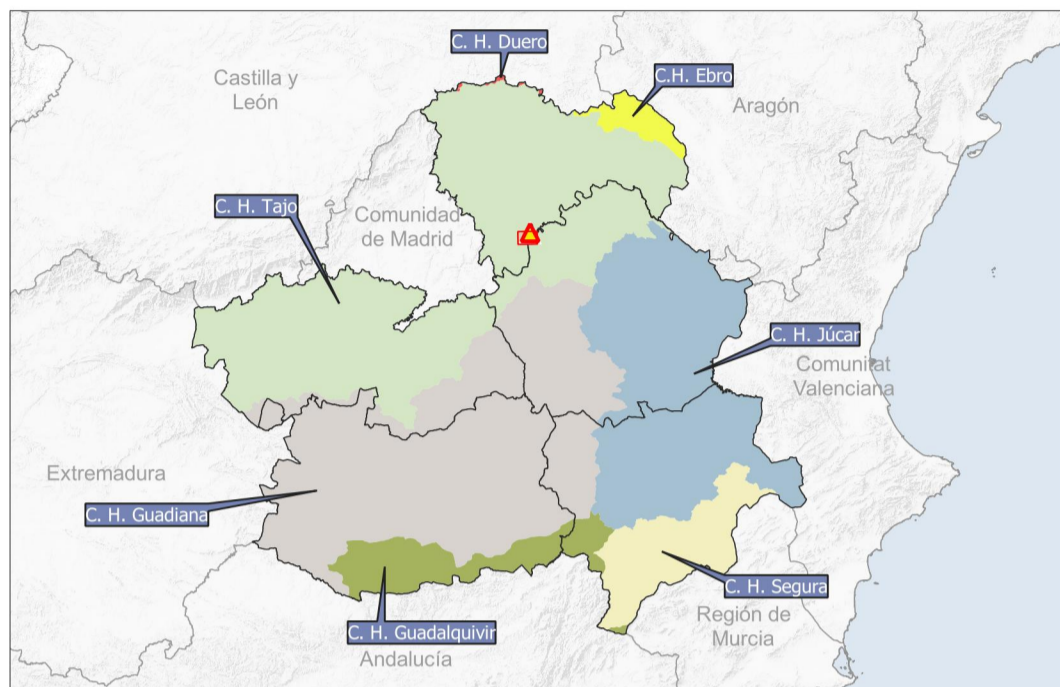 C. H. Duero
C.H. Ebro
Castilla y
León
Aragón
C. H. Tajo
Comunidad
de Madrid
C. H. Júcar
Comunitat
Valenciana
Extremadura
C. H. Guadiana
C. H. Segura
Región de
Murcia
C. H. Guadalquivir
Andalucía